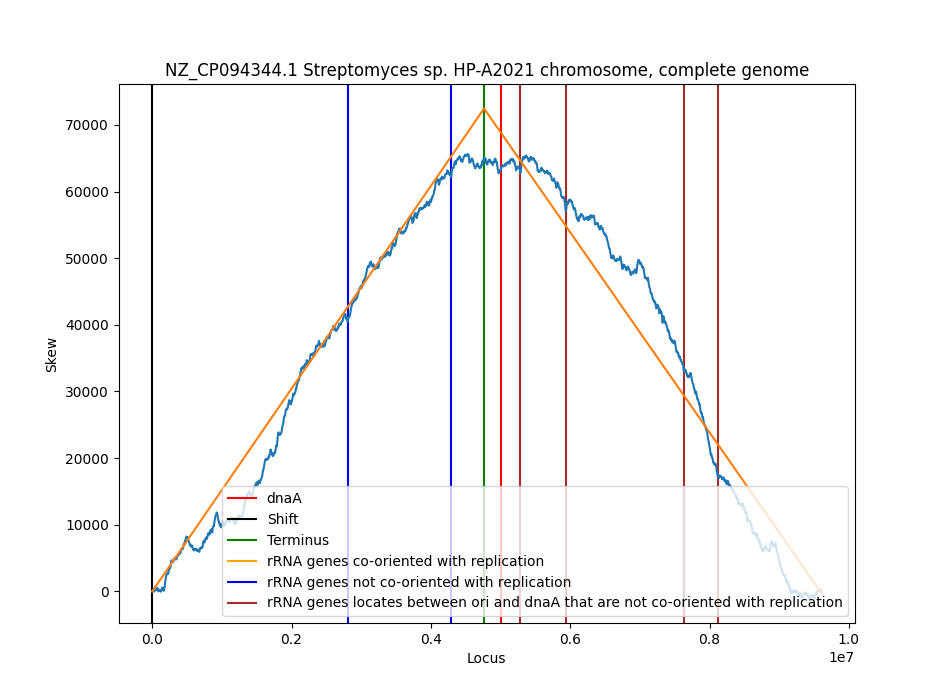 NZ_CP094344.1 Streptomyces sp. HP-A2021 chromosome, complete genome
Skew
70000
60000
50000
40000
30000
20000
10000
0
dnaA
Shift
Terminus
rRNA genes co-oriented with replication
rRNA genes not co-oriented with replication
rRNA genes locates between ori and dnaA that are not co-oriented with replication
0.0 0.2 0.4 0.6 0.8 1.0
1e7
Locus